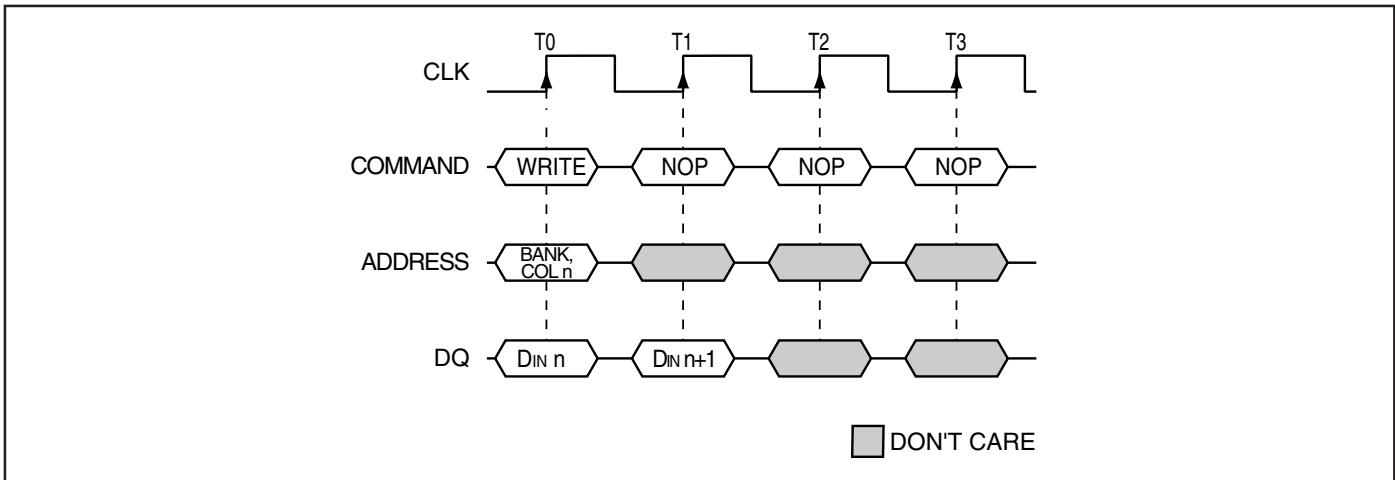 T0 T1 T2 T3
CLK
COMMAND WRITE NOP NOP NOP
ADDRESS BANK,
COL n
DQ DIN n DIN n+1
DON'T CARE